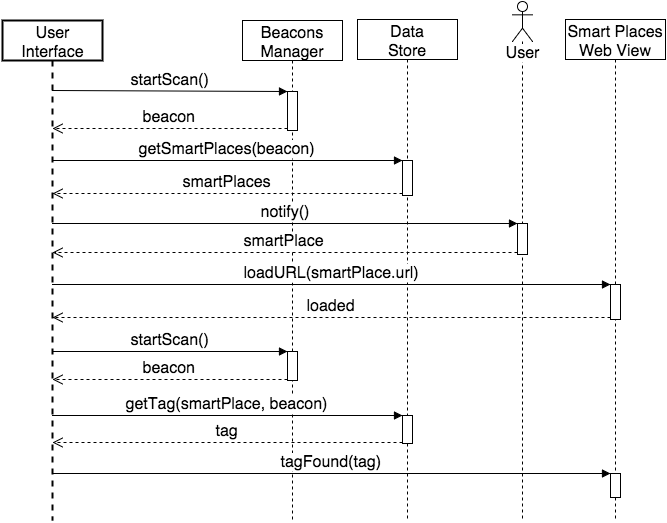 User
Interface
Beacons
Manager
Data
Store
User
Smart Places
Web View
startScan()
beacon
getSmartPlaces(beacon)
smartPlaces
notify()
smartPlace
loadURL(smartPlace.url)
loaded
startScan()
beacon
getTag(smartPlace, beacon)
tag
tagFound(tag)